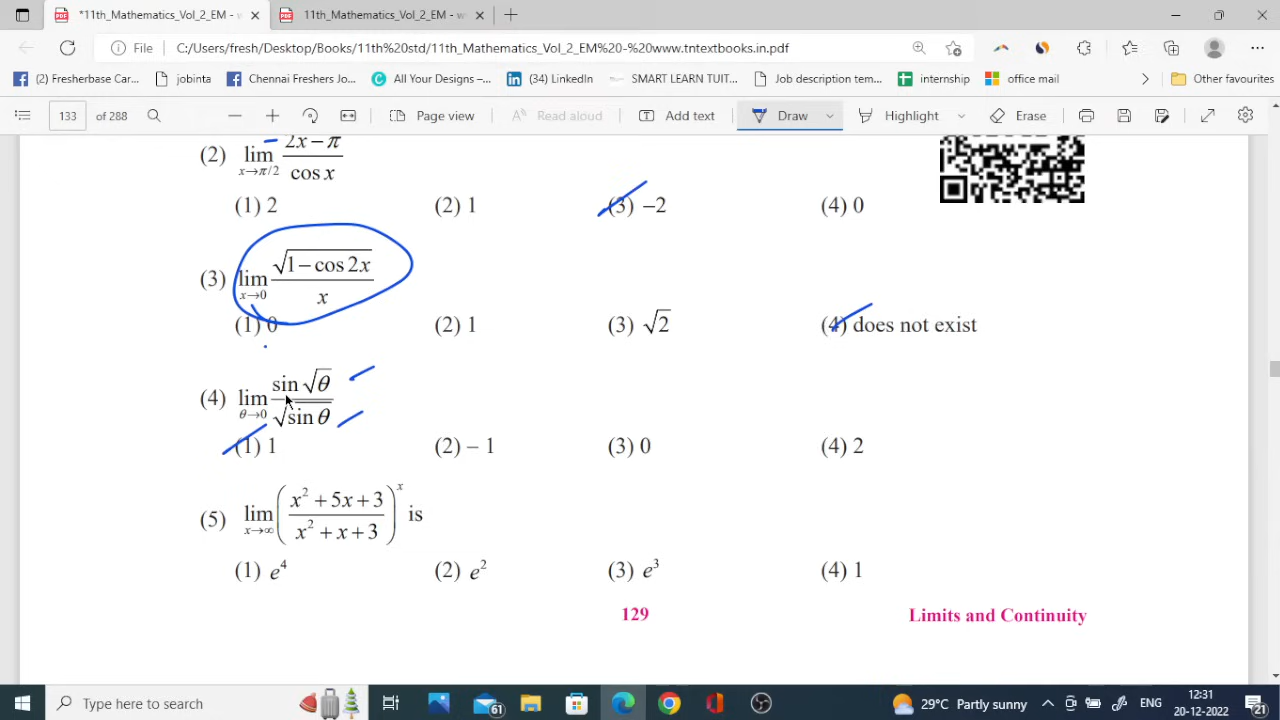 *11th_Mathematics_Vol_2_EM - w
11th_Mathematics_Vol_2_EM - w
File C:/Users/fresh/Desktop/Books/11th%20std/11th_Mathematics_Vol_2_EM%20-%20www.tntextbooks.in.pdf
(2) Fresherbase Car... jobinta Chennai Freshers Jo... All Your Designs –... (34) LinkedIn SMART LEARN TUIT... Job description tem... internship office mail Other favourites
133 of 288 Page view Read aloud Add text Draw Highlight Erase
(2) lim x→π/2 (2x − π)/(cos x)
(1) 2 (2) 1 (3) −2 (4) 0
(3) lim x→0 √(1 − cos 2x)/x
(1) 0 (2) 1 (3) √2 (4) does not exist
(4) lim θ→0 sin √θ/√(sin θ)
(1) 1 (2) – 1 (3) 0 (4) 2
(5) lim x→∞ ((x² + 5x + 3)/(x² + x + 3))^x is
(1) e⁴ (2) e² (3) e³ (4) 1
129 Limits and Continuity
Type here to search 61 29°C Partly sunny ENG 12:31
20-12-2022 21